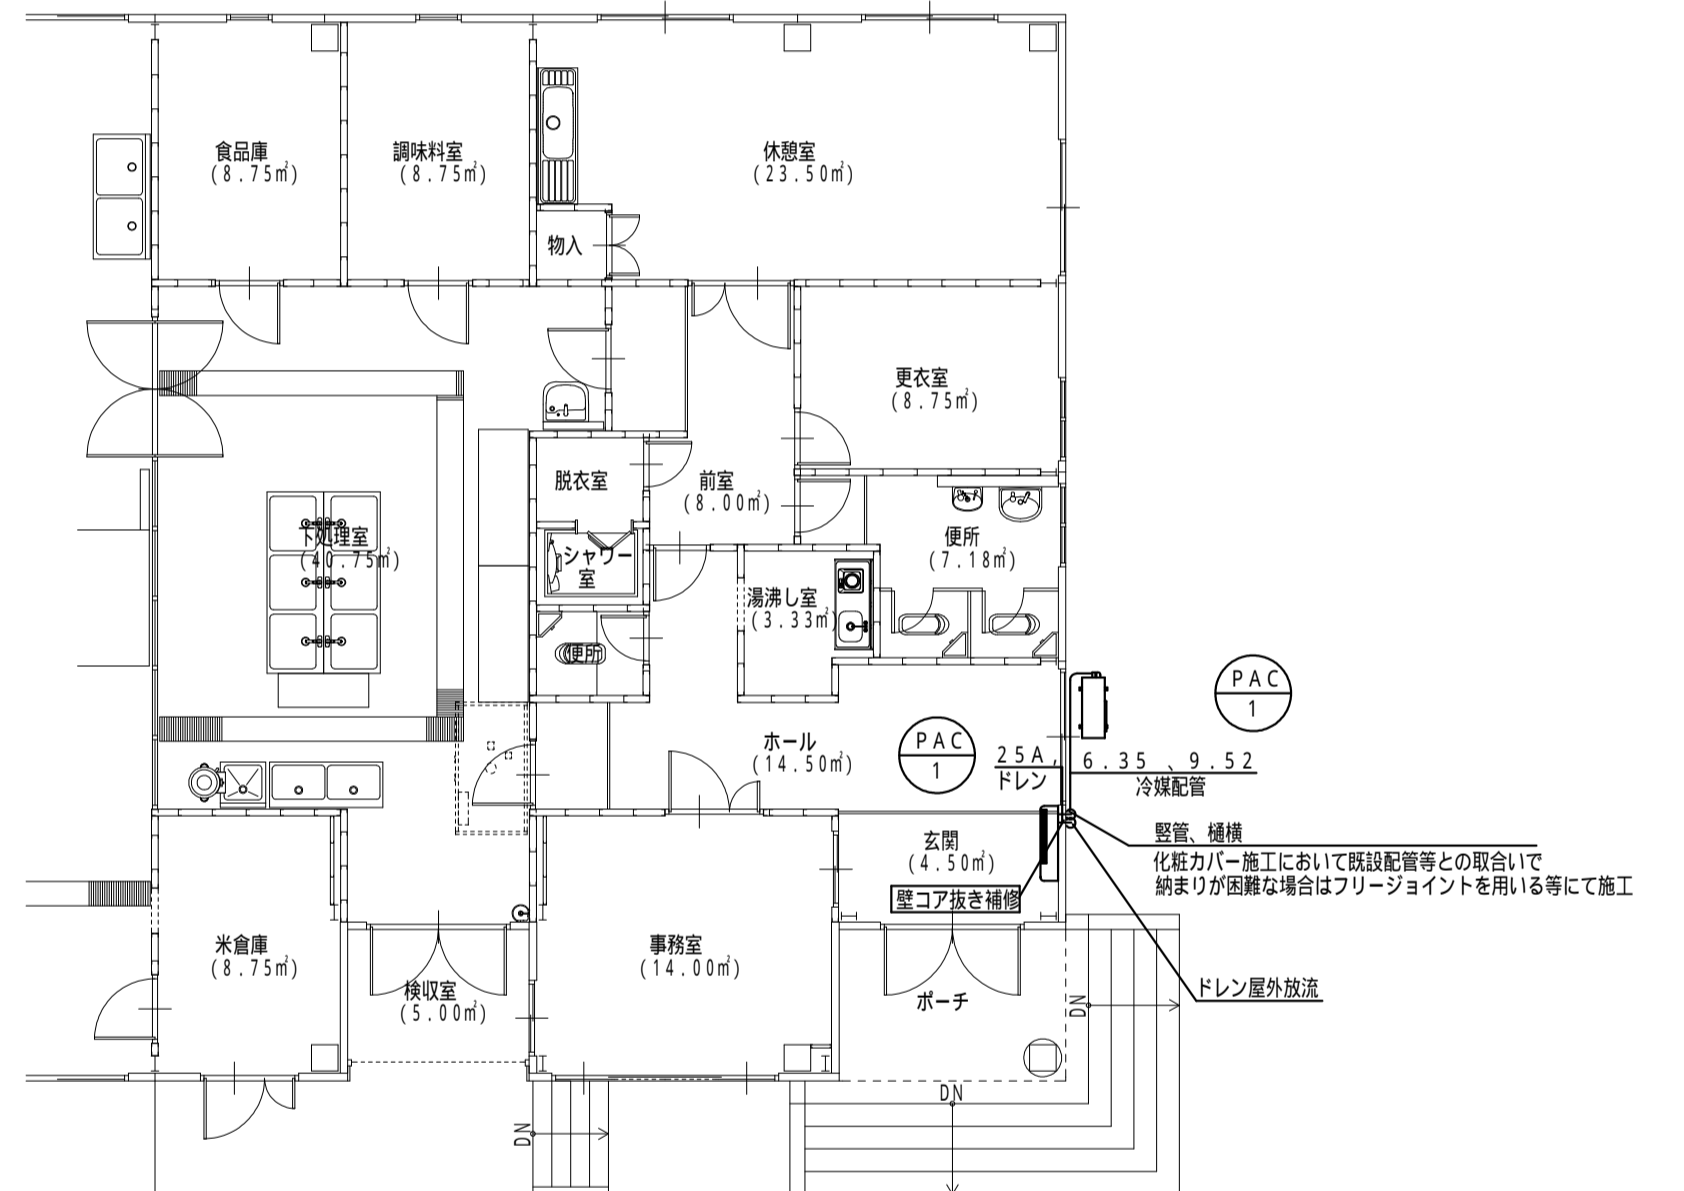 食品庫
(8.75㎡)
調味料室
(8.75㎡)
休憩室
(23.50㎡)
物入
更衣室
(8.75㎡)
脱衣室
前室
(8.00㎡)
下処理室
(40.75㎡)
シャワー
室
便所
(7.18㎡)
湯沸し室
(3.33㎡)
便所
PAC
1
ホール
(14.50㎡)
PAC
1
25A,
ドレン
6.35 、9.52
冷媒配管
玄関
(4.50㎡)
竪管、樋横
化粧カバー施工において既設配管等との取合いで
納まりが困難な場合はフリージョイントを用いる等にて施工
壁コア抜き補修
米倉庫
(8.75㎡)
事務室
(14.00㎡)
検収室
(5.00㎡)
ポーチ
ドレン屋外放流
DN
DN
DN